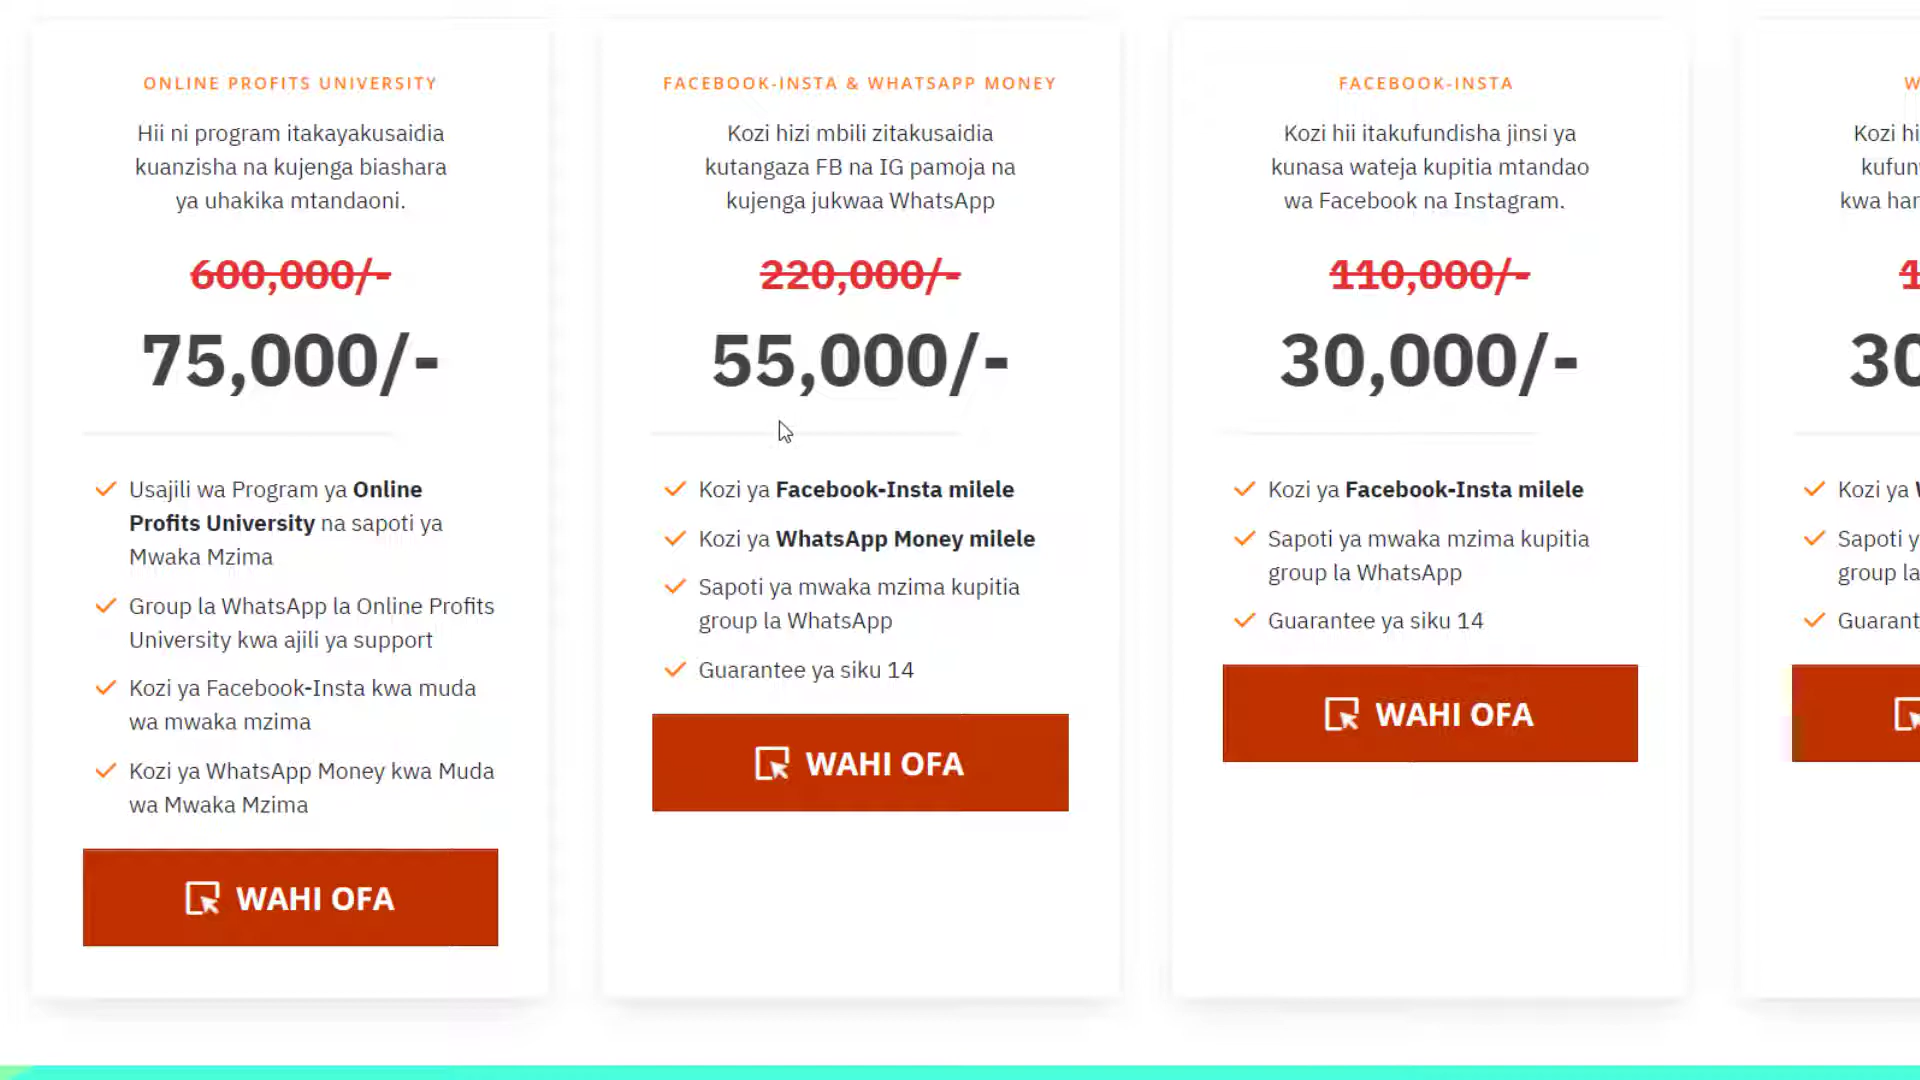 ONLINE PROFITS UNIVERSITY
Hii ni program itakayakusaidia
kuanzisha na kujenga biashara
ya uhakika mtandaoni.
600,000/-
75,000/-
Usajili wa Program ya Online
Profits University na sapoti ya
Mwaka Mzima
Group la WhatsApp la Online Profits
University kwa ajili ya support
Kozi ya Facebook-Insta kwa muda
wa mwaka mzima
Kozi ya WhatsApp Money kwa Muda
wa Mwaka Mzima
WAHI OFA
FACEBOOK-INSTA & WHATSAPP MONEY
Kozi hizi mbili zitakusaidia
kutangaza FB na IG pamoja na
kujenga jukwaa WhatsApp
220,000/-
55,000/-
Kozi ya Facebook-Insta milele
Kozi ya WhatsApp Money milele
Sapoti ya mwaka mzima kupitia
group la WhatsApp
Guarantee ya siku 14
WAHI OFA
FACEBOOK-INSTA
Kozi hii itakufundisha jinsi ya
kunasa wateja kupitia mtandao
wa Facebook na Instagram.
110,000/-
30,000/-
Kozi ya Facebook-Insta milele
Sapoti ya mwaka mzima kupitia
group la WhatsApp
Guarantee ya siku 14
WAHI OFA
Kozi
kwa
Kozi ya
Sapoti
group la